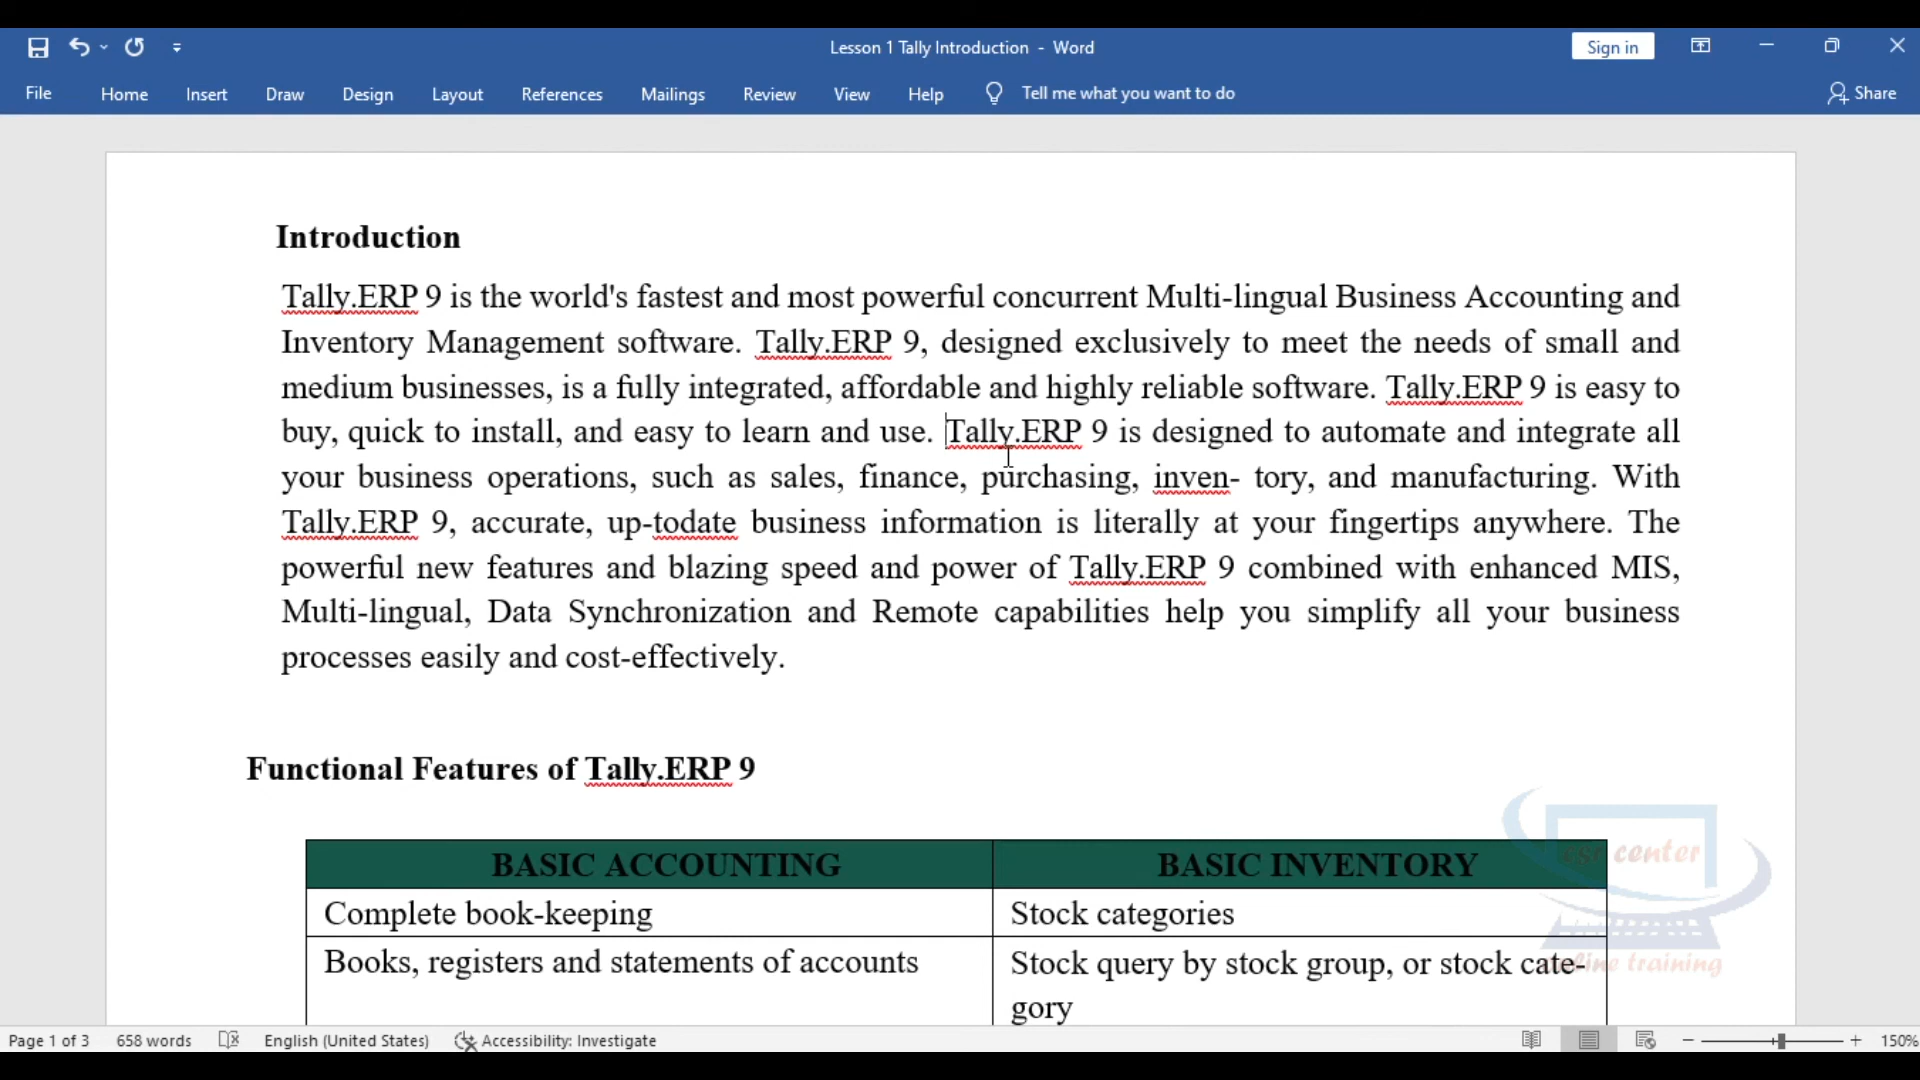 Lesson 1 Tally Introduction - Word
Sign in
File Home Insert Draw Design Layout References Mailings Review View Help Tell me what you want to do Share
Introduction
Tally.ERP 9 is the world's fastest and most powerful concurrent Multi-lingual Business Accounting and
Inventory Management software. Tally.ERP 9, designed exclusively to meet the needs of small and
medium businesses, is a fully integrated, affordable and highly reliable software. Tally.ERP 9 is easy to
buy, quick to install, and easy to learn and use. Tally.ERP 9 is designed to automate and integrate all
your business operations, such as sales, finance, purchasing, inven- tory, and manufacturing. With
Tally.ERP 9, accurate, up-todate business information is literally at your fingertips anywhere. The
powerful new features and blazing speed and power of Tally.ERP 9 combined with enhanced MIS,
Multi-lingual, Data Synchronization and Remote capabilities help you simplify all your business
processes easily and cost-effectively.
Functional Features of Tally.ERP 9
BASIC ACCOUNTING BASIC INVENTORY
Complete book-keeping Stock categories
Books, registers and statements of accounts Stock query by stock group, or stock cate-
gory
center
online training
Page 1 of 3 658 words English (United States) Accessibility: Investigate 150%